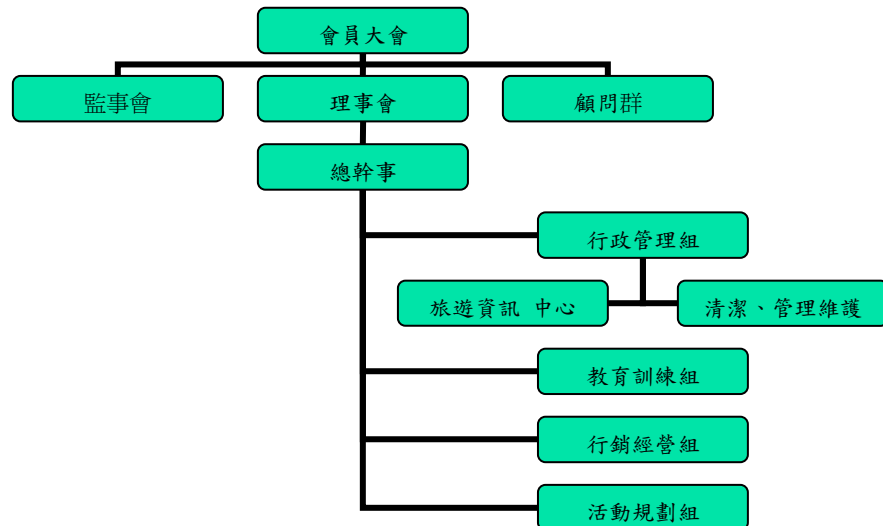 會員大會
監事會
理事會
顧問群
總幹事
行政管理組
旅遊資訊 中心
清潔、管理維護
教育訓練組
行銷經營組
活動規劃組